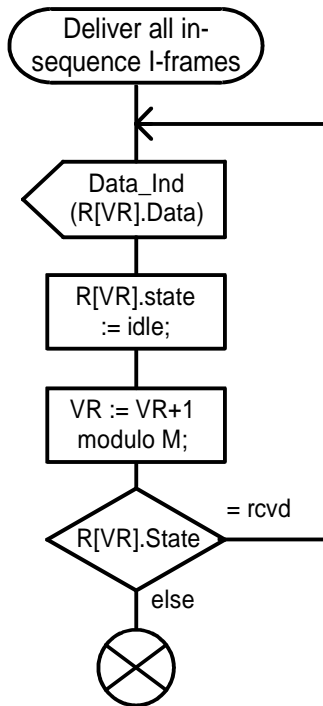 Deliver all in-
sequence I-frames
Data_Ind
(R[VR].Data)
R[VR].state
:= idle;
VR := VR+1
modulo M;
= rcvd
R[VR].State
else